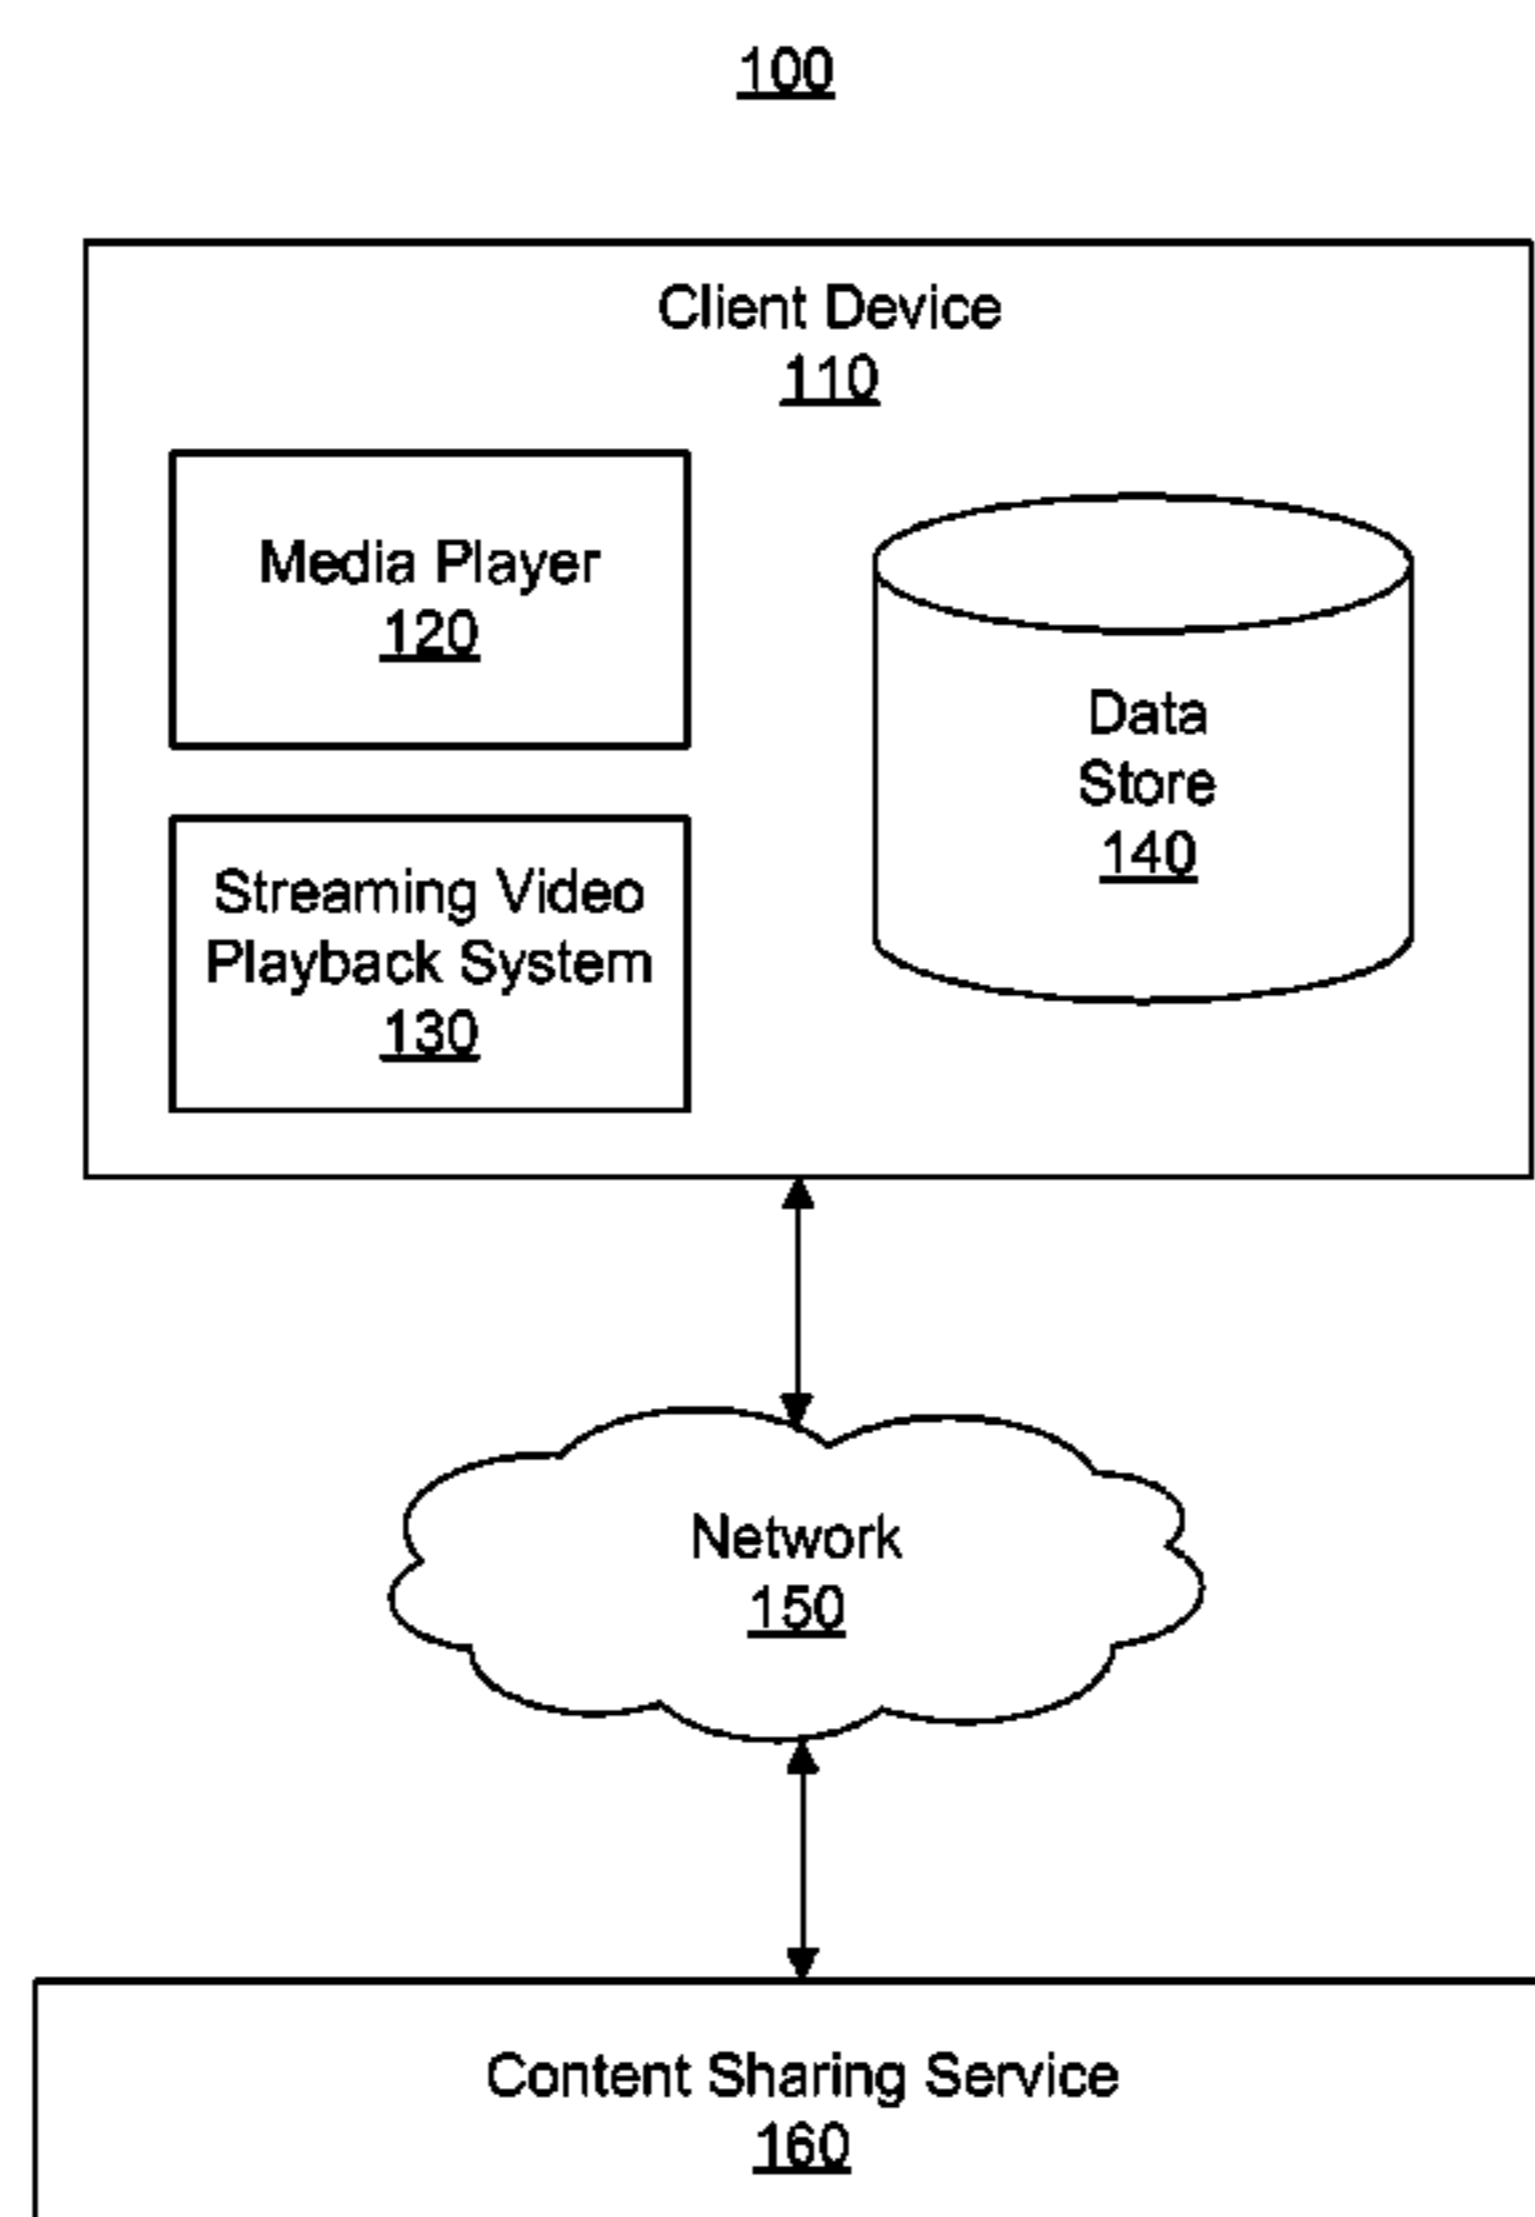 100
Client Device
110
Media Player
120
Streaming Video
Playback System
130
Data
Store
140
Network
150
Content Sharing Service
160